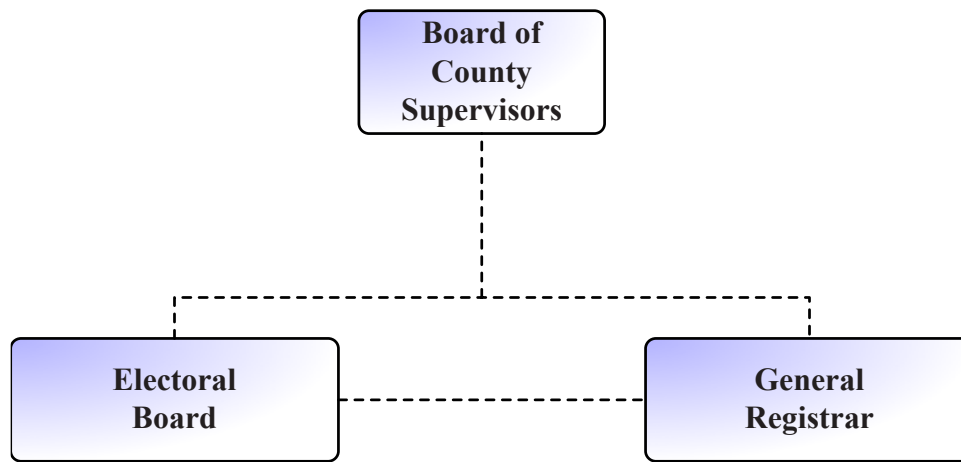 Board of
County
Supervisors
Electoral
Board
General
Registrar